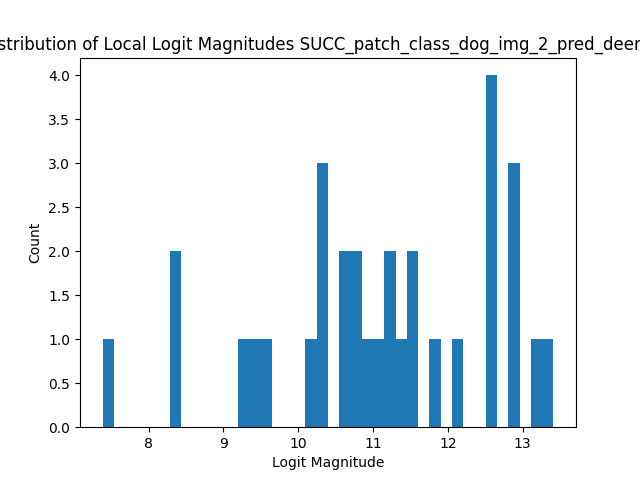 stribution of Local Logit Magnitudes SUCC_patch_class_dog_img_2_pred_deer
4.0
3.5
3.0
2.5
2.0
1.5
1.0
0.5
0.0
Count
8 9 10 11 12 13
Logit Magnitude